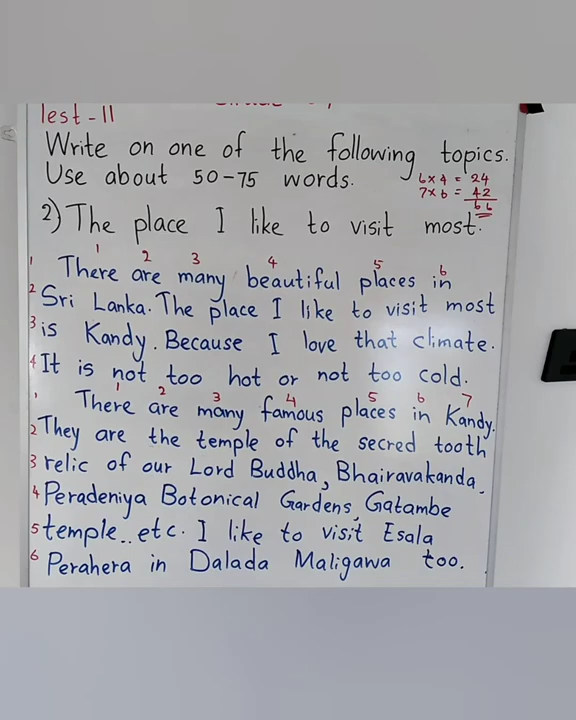 Test - 11
Write on one of the following topics.
Use about 50-75 words.
6 x 4 = 24
7 x 6 = 42
66
2) The place I like to visit most.
1 2 3 4 5 6
1 There are many beautiful places in
2 Sri Lanka. The place I like to visit most
3 is Kandy. Because I love that climate.
4 It is not too hot or not too cold.
1 2 3 4 5 6 7
1 There are many famous places in Kandy.
2 They are the temple of the secred tooth
3 relic of our Lord Buddha, Bhairavakanda,
4 Peradeniya Botonical Gardens, Gatambe
5 temple.. etc. I like to visit Esala
6 Perahera in Dalada Maligawa too.